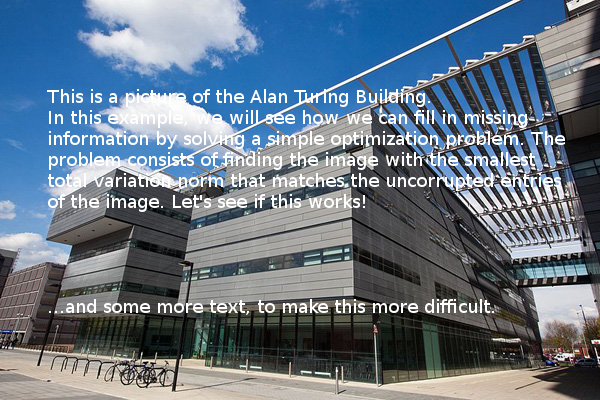 This is a picture of the Alan Turing Building.
In this example, we will see how we can fill in missing
information by solving a simple optimization problem. The
problem consists of finding the image with the smallest
total variation norm that matches the uncorrupted entries
of the image. Let's see if this works!
...and some more text, to make this more difficult.